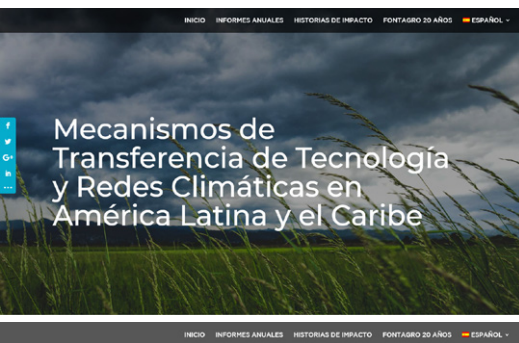 INICIO INFORMES ANUALES HISTORIAS DE IMPACTO FONTAGRO 20 AÑOS ESPAÑOL
f
G+
in
Mecanismos de
Transferencia de Tecnología
y Redes Climáticas en
América Latina y el Caribe
INICIO INFORMES ANUALES HISTORIAS DE IMPACTO FONTAGRO 20 AÑOS ESPAÑOL